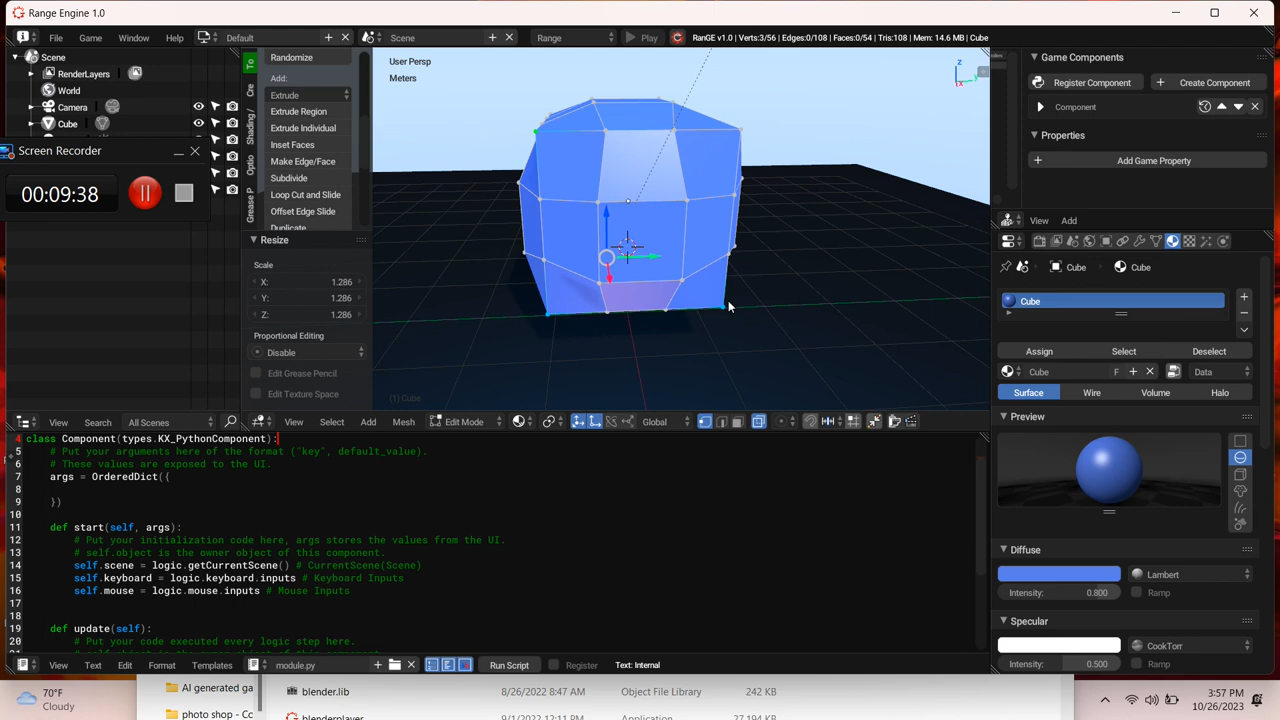 Range Engine 1.0
File Game Window Help Default Scene Range Play RanGE v1.0 | Verts:3/56 | Edges:0/108 | Faces:0/54 | Tris:108 | Mem: 14.6 MB | Cube
Scene
RenderLayers
World
Camera
Cube
Screen Recorder
00:09:38
To
Cre
Shading /
Optio
Grease P
Randomize
Add:
Extrude
Extrude Region
Extrude Individual
Inset Faces
Make Edge/Face
Subdivide
Loop Cut and Slide
Offset Edge Slide
Duplicate
Resize
Scale
X: 1.286
Y: 1.286
Z: 1.286
Proportional Editing
Disable
Edit Grease Pencil
Edit Texture Space
User Persp
Meters
z
y
x
(1) Cube
Game Components
Register Component Create Component
Component
Properties
Add Game Property
View Add
Cube Cube
Cube
Assign Select Deselect
Cube F Data
Surface Wire Volume Halo
Preview
Diffuse
Lambert
Intensity: 0.800 Ramp
Specular
CookTorr
Intensity: 0.500 Ramp
View Search All Scenes
View Select Add Mesh Edit Mode Global
4 class Component(types.KX_PythonComponent):
5 # Put your arguments here of the format ("key", default_value).
6 # These values are exposed to the UI.
7 args = OrderedDict({
8
9 })
10
11 def start(self, args):
12 # Put your initialization code here, args stores the values from the UI.
13 # self.object is the owner object of this component.
14 self.scene = logic.getCurrentScene() # CurrentScene(Scene)
15 self.keyboard = logic.keyboard.inputs # Keyboard Inputs
16 self.mouse = logic.mouse.inputs # Mouse Inputs
17
18
19 def update(self):
20 # Put your code executed every logic step here.
View Text Edit Format Templates module.py Run Script Register Text: Internal
70°F
Cloudy
AI generated ga
photo shop - Co
blender.lib 8/26/2022 8:47 AM Object File Library 242 KB
blenderplayer 9/1/2022 12:11 PM Application 27,194 KB
3:57 PM
10/26/2023